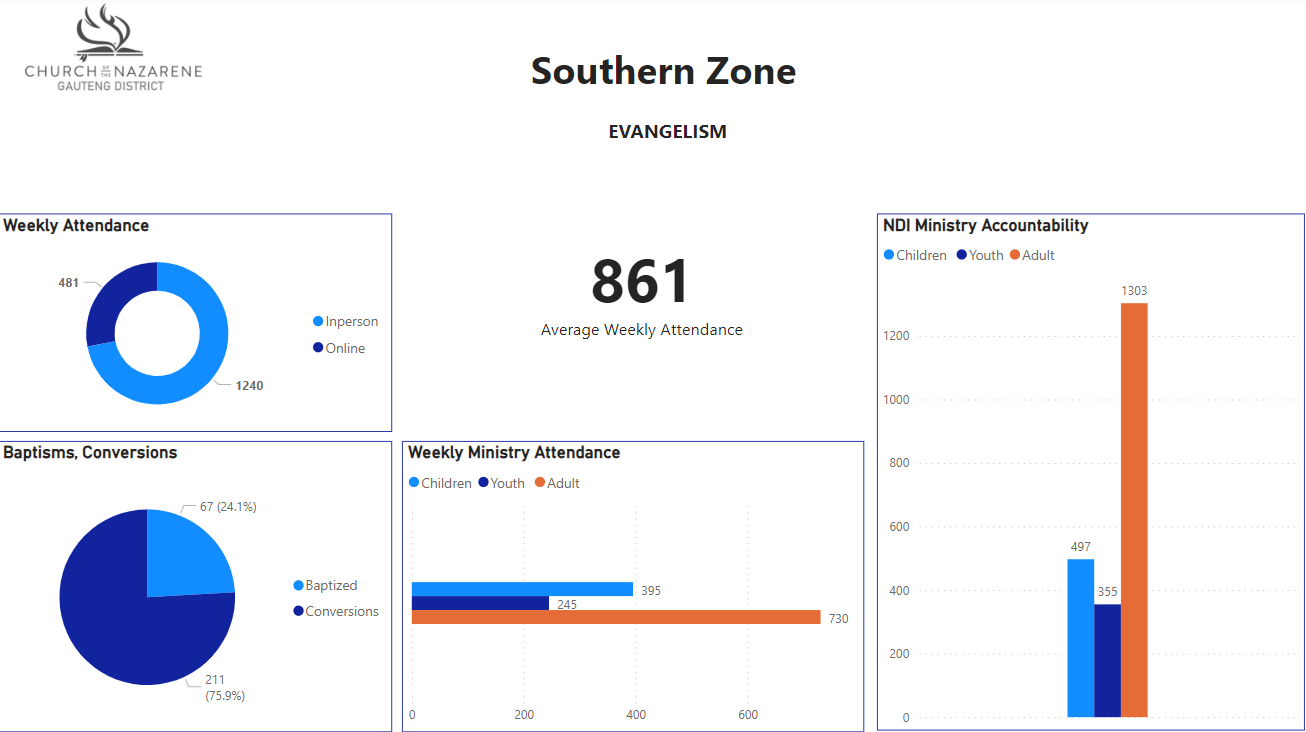 CHURCH OF THE NAZARENE
GAUTENG DISTRICT
Southern Zone
EVANGELISM
Weekly Attendance
481
1240
Inperson
Online
861
Average Weekly Attendance
NDI Ministry Accountability
Children Youth Adult
1303
1200
1000
800
600
497
400
355
200
0
Baptisms, Conversions
67 (24.1%)
Baptized
Conversions
211
(75.9%)
Weekly Ministry Attendance
Children Youth Adult
395
245
730
0 200 400 600